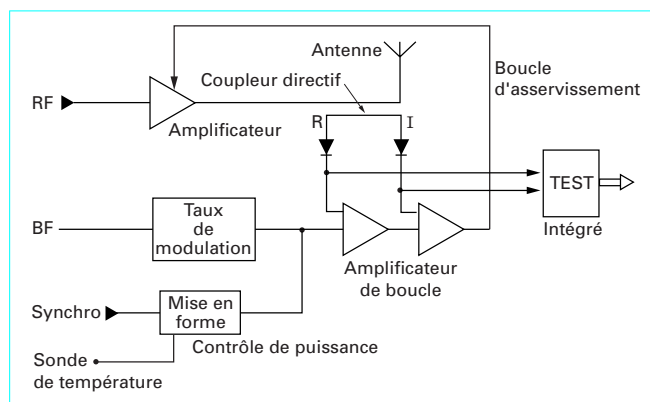 Antenne
Boucle
d'asservissement
Coupleur directif
RF
Amplificateur
R
I
TEST
Intégré
BF
Taux
de
modulation
Amplificateur
de boucle
Synchro
Mise en
forme
Contrôle de puissance
Sonde
de température